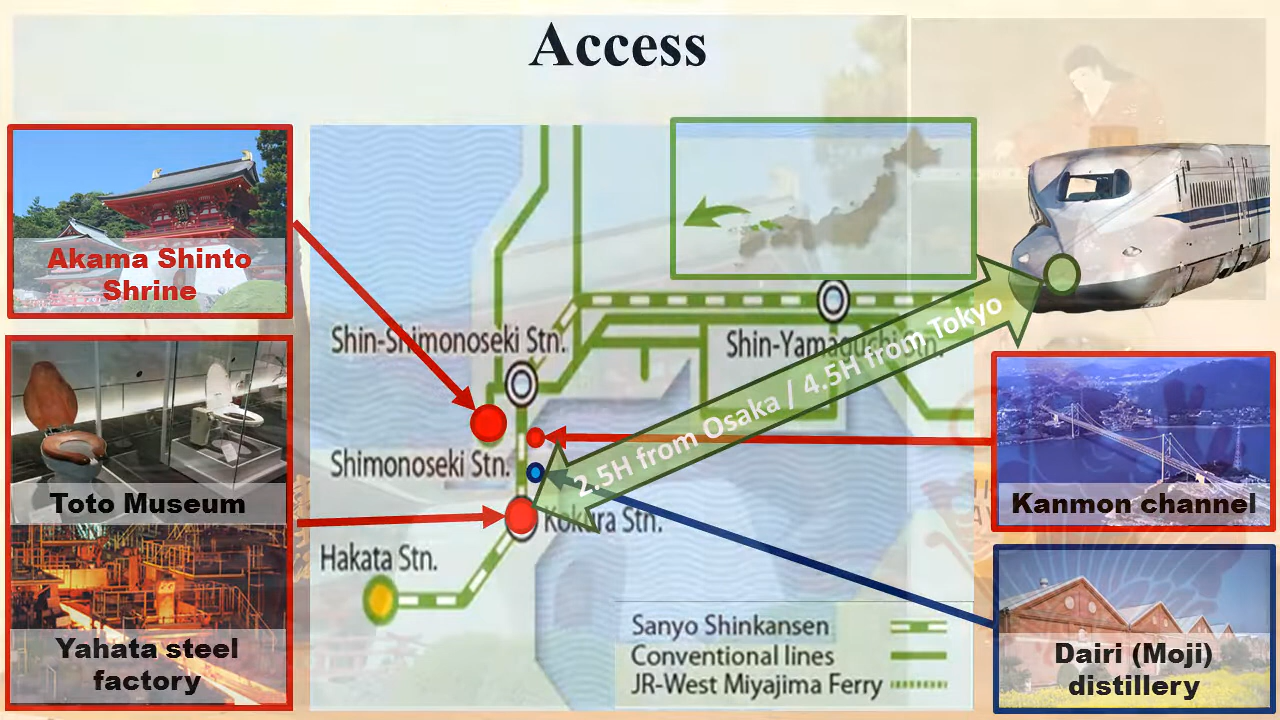 Access
Akama Shinto
Shrine
Toto Museum
Yahata steel
factory
Shin-Shimonoseki Stn.
Shin-Yamaguchi Stn.
Shimonoseki Stn.
Kokura Stn.
Hakata Stn.
2.5H from Osaka / 4.5H from Tokyo
Sanyo Shinkansen
Conventional lines
JR-West Miyajima Ferry
Kanmon channel
Dairi (Moji)
distillery